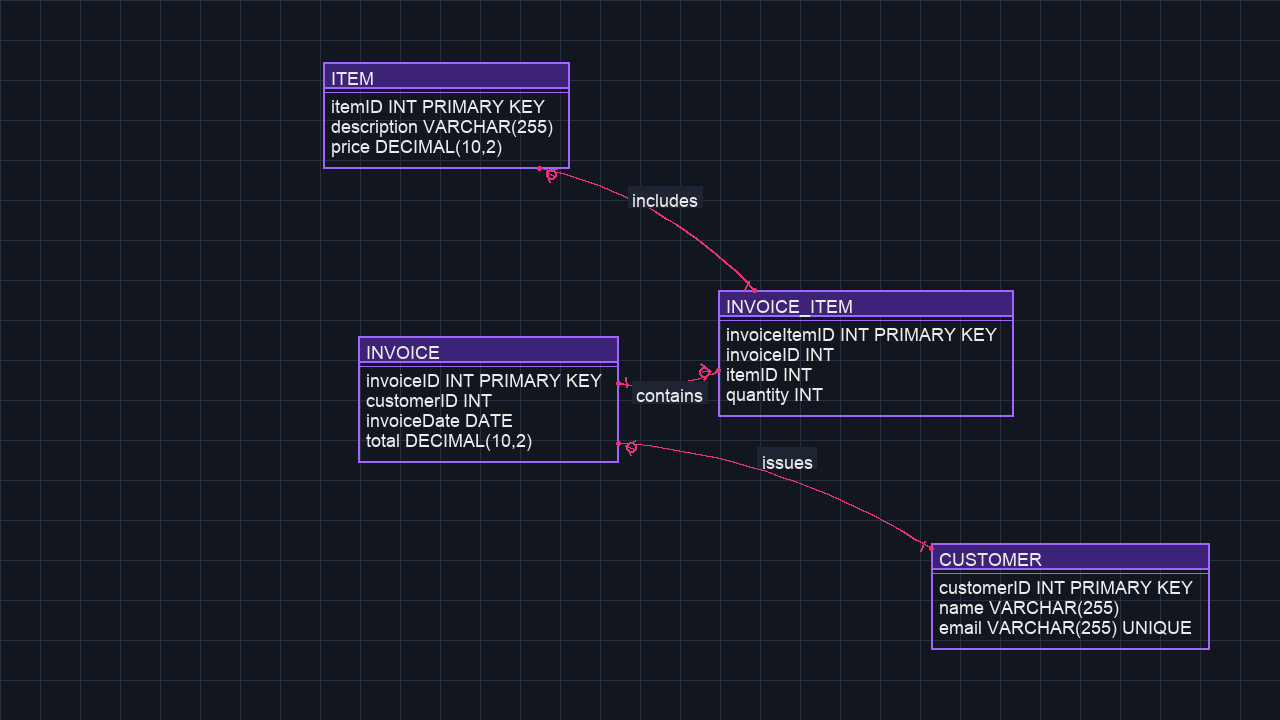 ITEM
itemID INT PRIMARY KEY
description VARCHAR(255)
price DECIMAL(10,2)
includes
INVOICE_ITEM
invoiceItemID INT PRIMARY KEY
invoiceID INT
itemID INT
quantity INT
INVOICE
invoiceID INT PRIMARY KEY
customerID INT
invoiceDate DATE
total DECIMAL(10,2)
contains
issues
CUSTOMER
customerID INT PRIMARY KEY
name VARCHAR(255)
email VARCHAR(255) UNIQUE